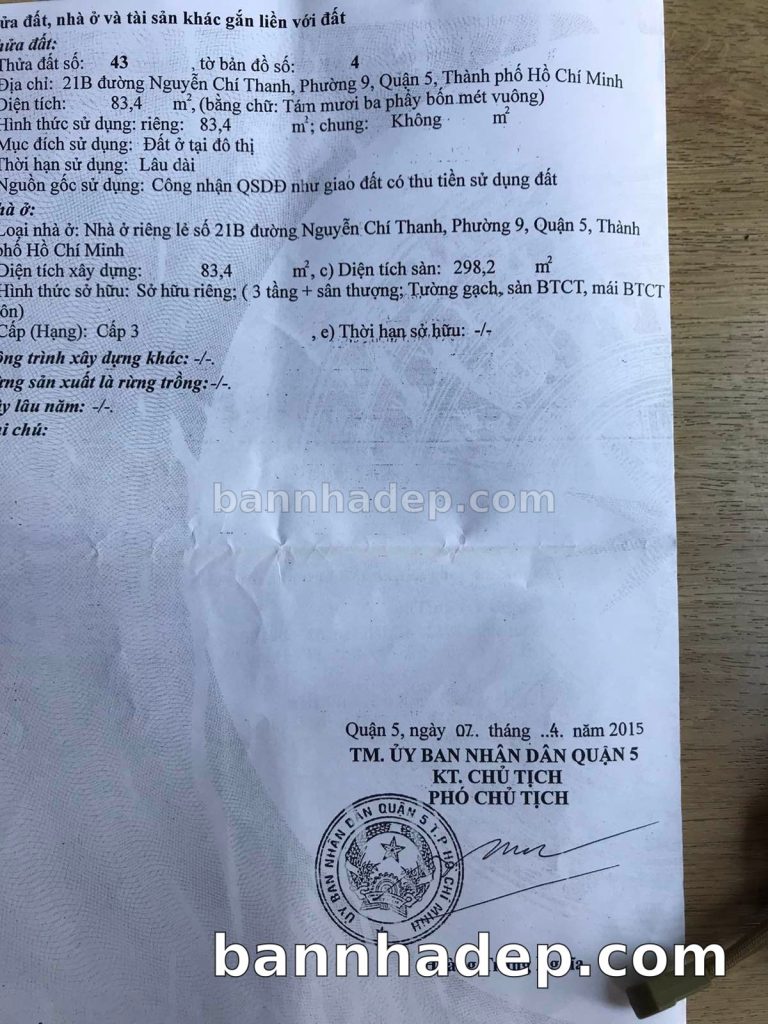 ửa đất, nhà ở và tài sản khác gắn liền với đất
ửa đất:
Thửa đất số: 43 , tờ bản đồ số: 4
Địa chỉ: 21B đường Nguyễn Chí Thanh, Phường 9, Quận 5, Thành phố Hồ Chí Minh
Diện tích: 83,4 m², (bằng chữ: Tám mươi ba phẩy bốn mét vuông)
Hình thức sử dụng: riêng: 83,4 m²; chung: Không m²
Mục đích sử dụng: Đất ở tại đô thị
Thời hạn sử dụng: Lâu dài
Nguồn gốc sử dụng: Công nhận QSDĐ như giao đất có thu tiền sử dụng đất
hà ở:
Loại nhà ở: Nhà ở riêng lẻ số 21B đường Nguyễn Chí Thanh, Phường 9, Quận 5, Thành
phố Hồ Chí Minh
Diện tích xây dựng: 83,4 m², c) Diện tích sàn: 298,2 m²
Hình thức sở hữu: Sở hữu riêng; ( 3 tầng + sân thượng; Tường gạch, sàn BTCT, mái BTCT
ôn)
Cấp (Hạng): Cấp 3 , e) Thời hạn sở hữu: -/-
ông trình xây dựng khác: -/-.
ừng sản xuất là rừng trồng:-/-.
y lâu năm: -/-.
i chú:
bannhadep.com
Quận 5, ngày 07. tháng ..4. năm 2015
TM. ỦY BAN NHÂN DÂN QUẬN 5
KT. CHỦ TỊCH
PHÓ CHỦ TỊCH
ỦY BAN NHÂN DÂN QUẬN 5 T.P HỒ CHÍ MINH
bannhadep.com